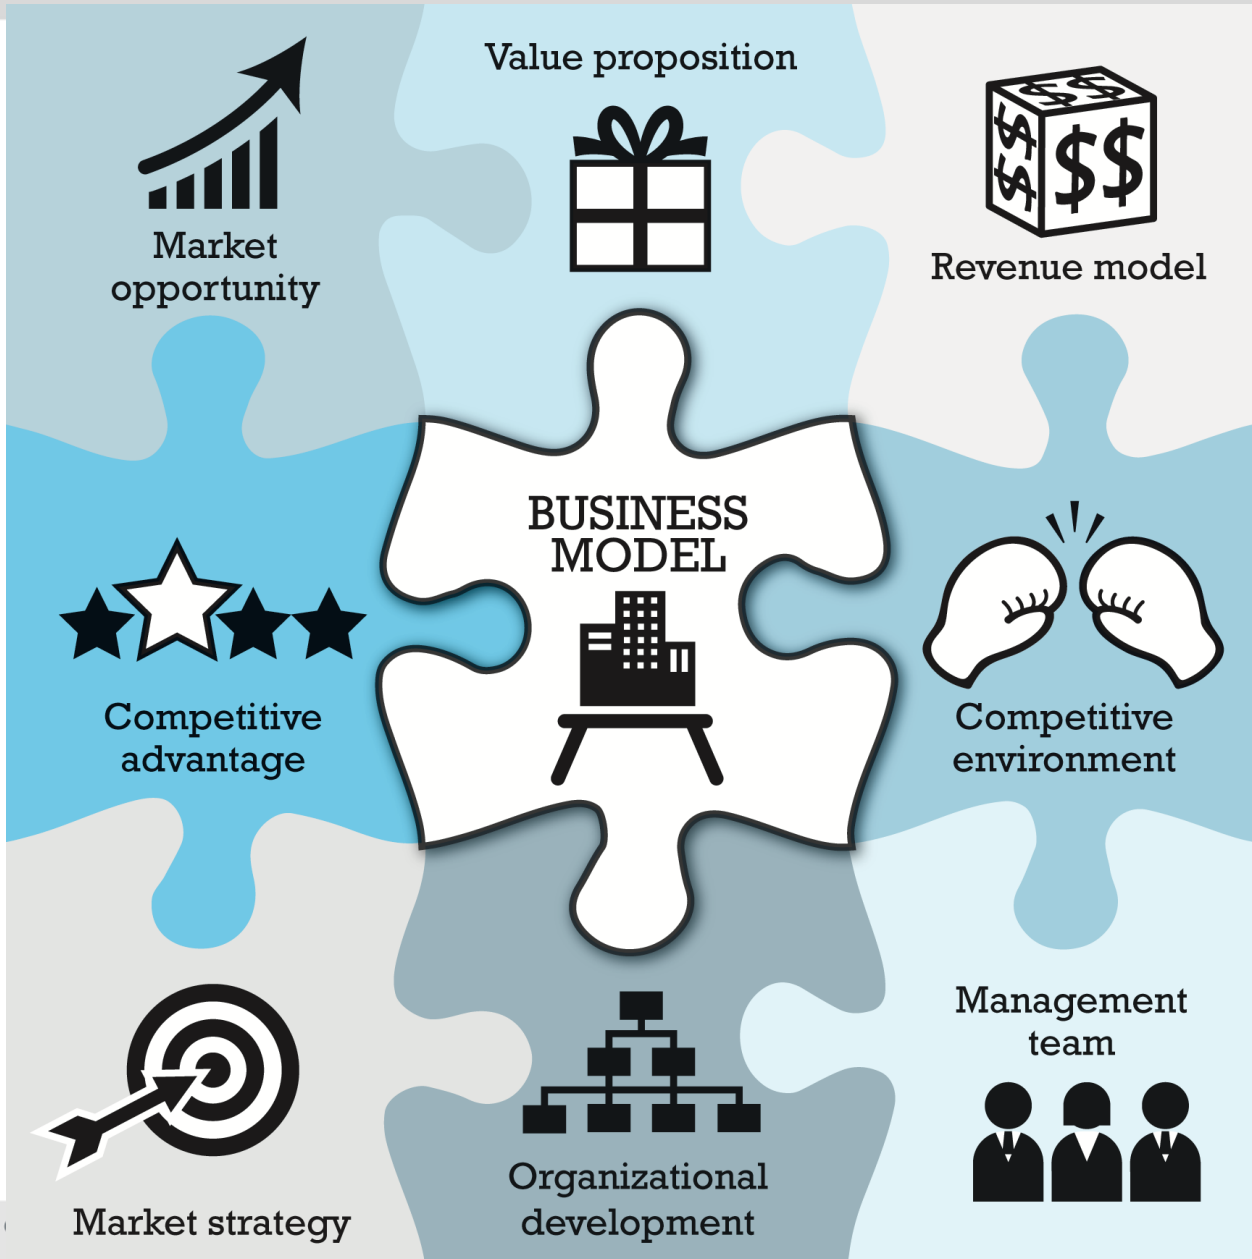 Value proposition
$$
$
$
$$
Market
opportunity
Revenue model
BUSINESS
MODEL
Competitive
advantage
Competitive
environment
Management
team
Organizational
development
Market strategy